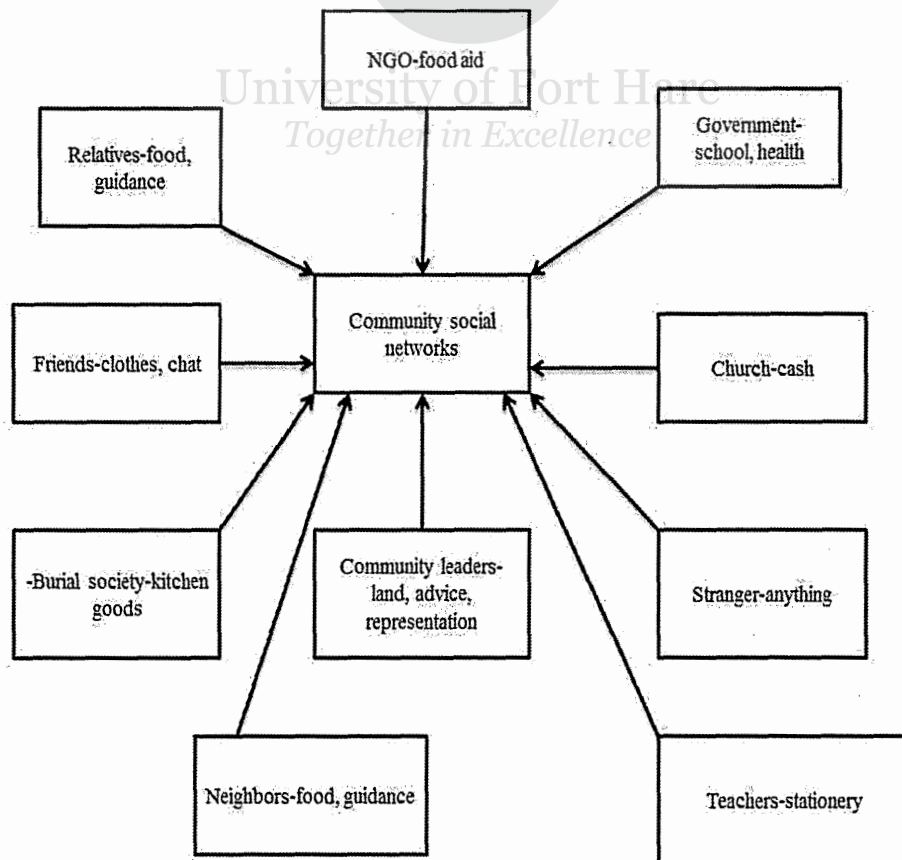 NGO-food aid
University of Fort Hare
Together in Excellence
Relatives-food,
guidance
Government-
school, health
Community social
networks
Friends-clothes, chat
Church-cash
-Burial society-kitchen
goods
Community leaders-
land, advice,
representation
Stranger-anything
Neighbors-food, guidance
Teachers-stationery